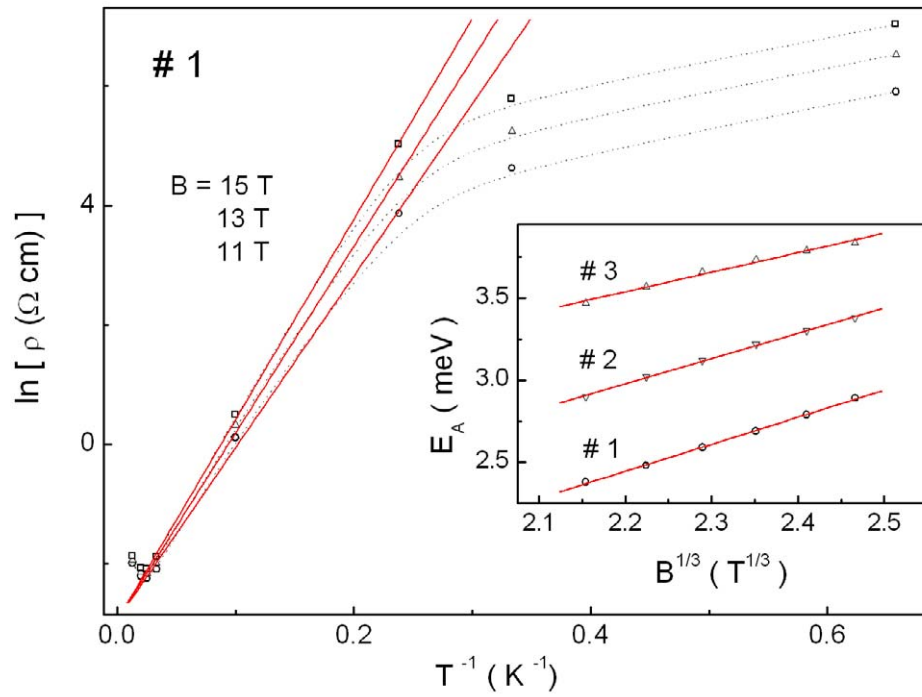 # 1
B = 15 T
13 T
11 T
4
0
ln [ ρ (Ω cm) ]
0.0 0.2 0.4 0.6
T⁻¹ ( K⁻¹ )
# 3
# 2
# 1
3.5
3.0
2.5
E_A ( meV )
2.1 2.2 2.3 2.4 2.5
B^{1/3} ( T^{1/3} )